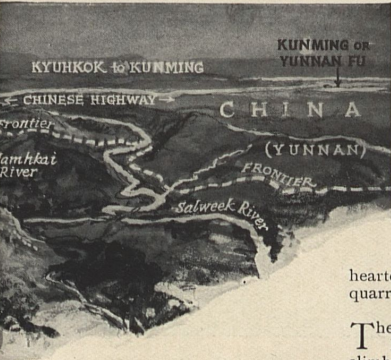 KUNMING OR
YUNNAN FU
KYUHKOK to KUNMING
← CHINESE HIGHWAY →
CHINA
Frontier
(YUNNAN)
amhkai
River
FRONTIER
Salween River
hearte
quarr
The